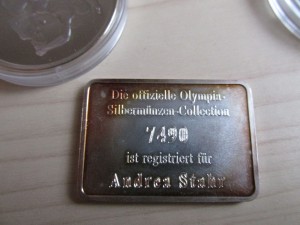 Die offizielle Olympia-
Silbermünzen-Collection
7490
ist registriert für
Andrea Stahr